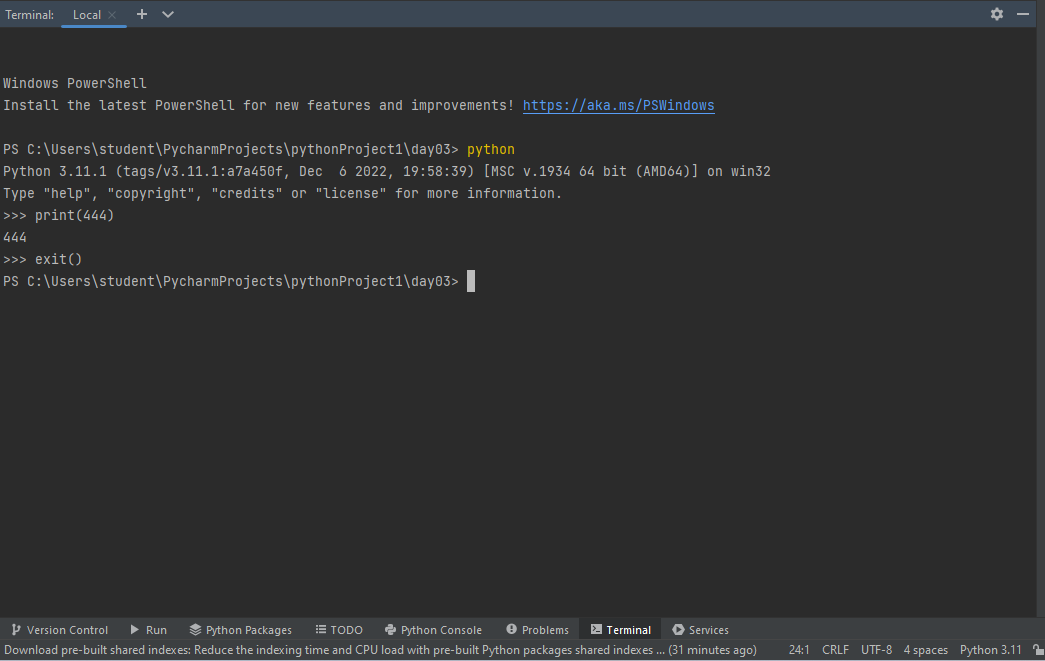 Terminal: Local × + 
Windows PowerShell
Install the latest PowerShell for new features and improvements! https://aka.ms/PSWindows
PS C:\Users\student\PycharmProjects\pythonProject1\day03> python
Python 3.11.1 (tags/v3.11.1:a7a450f, Dec  6 2022, 19:58:39) [MSC v.1934 64 bit (AMD64)] on win32
Type "help", "copyright", "credits" or "license" for more information.
>>> print(444)
444
>>> exit()
PS C:\Users\student\PycharmProjects\pythonProject1\day03>
Version Control Run Python Packages TODO Python Console Problems Terminal Services
Download pre-built shared indexes: Reduce the indexing time and CPU load with pre-built Python packages shared indexes ... (31 minutes ago) 24:1 CRLF UTF-8 4 spaces Python 3.11